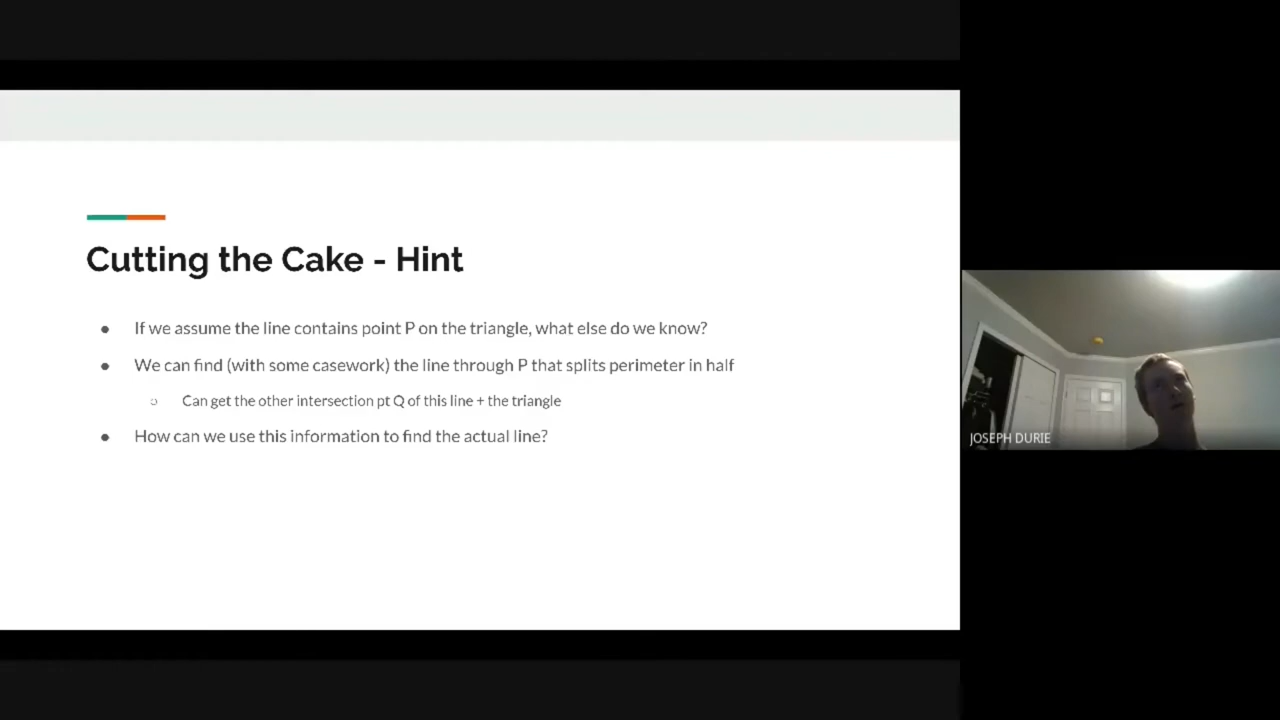 Cutting the Cake - Hint
● If we assume the line contains point P on the triangle, what else do we know?
● We can find (with some casework) the line through P that splits perimeter in half
○ Can get the other intersection pt Q of this line + the triangle
● How can we use this information to find the actual line?
JOSEPH DURIE